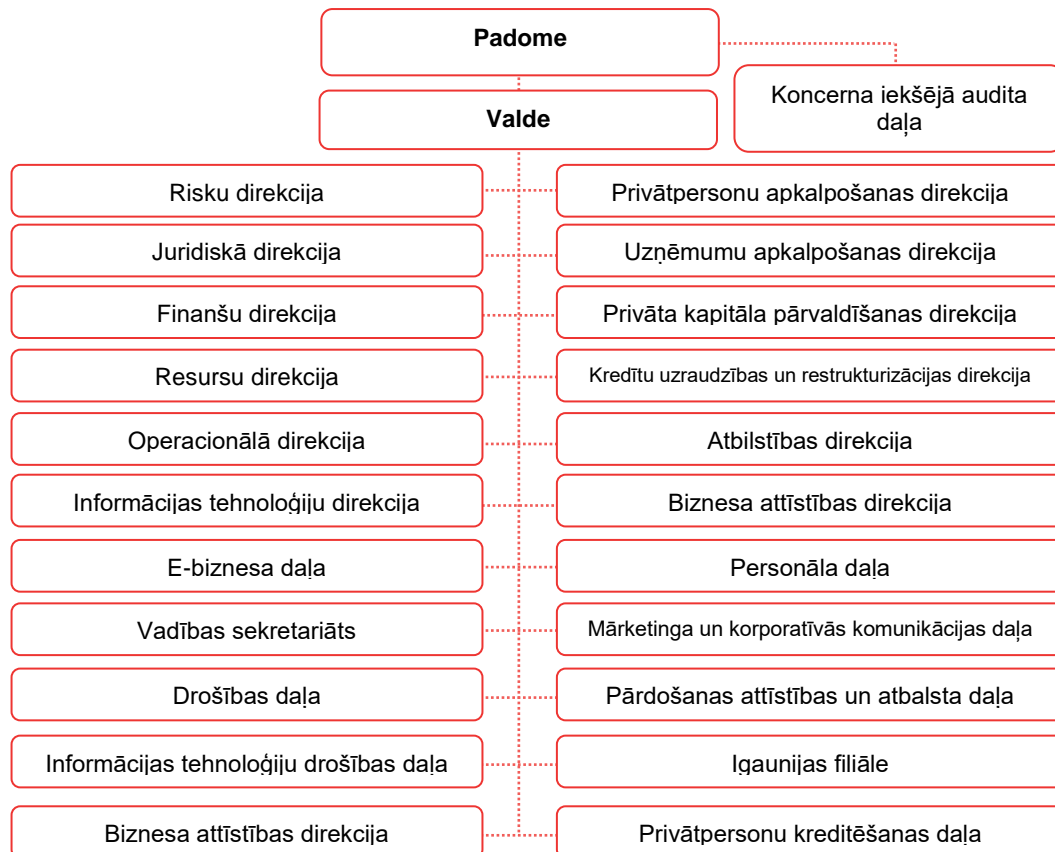 Padome
Koncerna iekšējā audita
daļa
Valde
Risku direkcija
Privātpersonu apkalpošanas direkcija
Juridiskā direkcija
Uzņēmumu apkalpošanas direkcija
Finanšu direkcija
Privāta kapitāla pārvaldīšanas direkcija
Resursu direkcija
Kredītu uzraudzības un restrukturizācijas direkcija
Operacionālā direkcija
Atbilstības direkcija
Informācijas tehnoloģiju direkcija
Biznesa attīstības direkcija
E-biznesa daļa
Personāla daļa
Vadības sekretariāts
Mārketinga un korporatīvās komunikācijas daļa
Drošības daļa
Pārdošanas attīstības un atbalsta daļa
Informācijas tehnoloģiju drošības daļa
Igaunijas filiāle
Biznesa attīstības direkcija
Privātpersonu kreditēšanas daļa